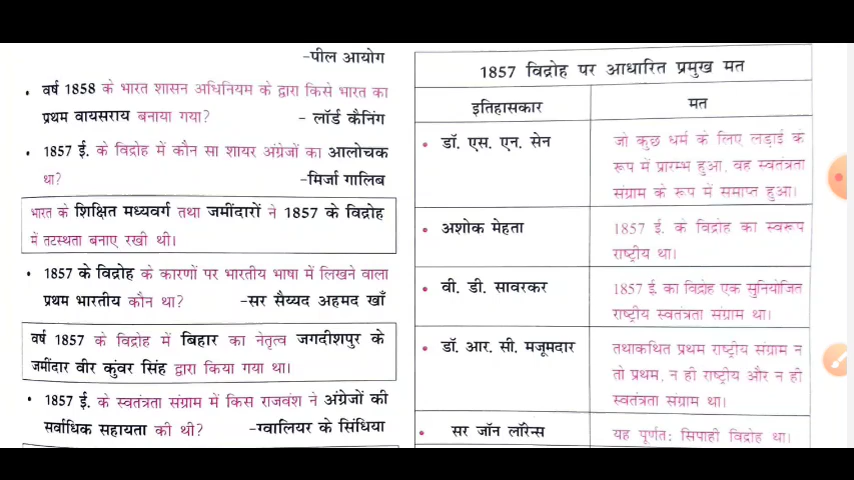 -पील आयोग
• वर्ष 1858 के भारत शासन अधिनियम के द्वारा किसे भारत का
प्रथम वायसराय बनाया गया? - लॉर्ड कैनिंग
• 1857 ई. के विद्रोह में कौन सा शायर अंग्रेजों का आलोचक
था? -मिर्जा गालिब
भारत के शिक्षित मध्यवर्ग तथा जमींदारों ने 1857 के विद्रोह
में तटस्थता बनाए रखी थी।
• 1857 के विद्रोह के कारणों पर भारतीय भाषा में लिखने वाला
प्रथम भारतीय कौन था? -सर सैय्यद अहमद खाँ
वर्ष 1857 के विद्रोह में बिहार का नेतृत्व जगदीशपुर के
जमींदार वीर कुंवर सिंह द्वारा किया गया था।
• 1857 ई. के स्वतंत्रता संग्राम में किस राजवंश ने अंग्रेजों की
सर्वाधिक सहायता की थी? -ग्वालियर के सिंधिया
1857 विद्रोह पर आधारित प्रमुख मत
इतिहासकार मत
• डॉ. एस. एन. सेन जो कुछ धर्म के लिए लड़ाई के
रूप में प्रारम्भ हुआ, वह स्वतंत्रता
संग्राम के रूप में समाप्त हुआ।
• अशोक मेहता 1857 ई. के विद्रोह का स्वरूप
राष्ट्रीय था।
• वी. डी. सावरकर 1857 ई. का विद्रोह एक सुनियोजित
राष्ट्रीय स्वतंत्रता संग्राम था।
• डॉ. आर. सी. मजूमदार तथाकथित प्रथम राष्ट्रीय संग्राम न
तो प्रथम, न ही राष्ट्रीय और न ही
स्वतंत्रता संग्राम था।
• सर जॉन लॉरेन्स यह पूर्णत: सिपाही विद्रोह था।